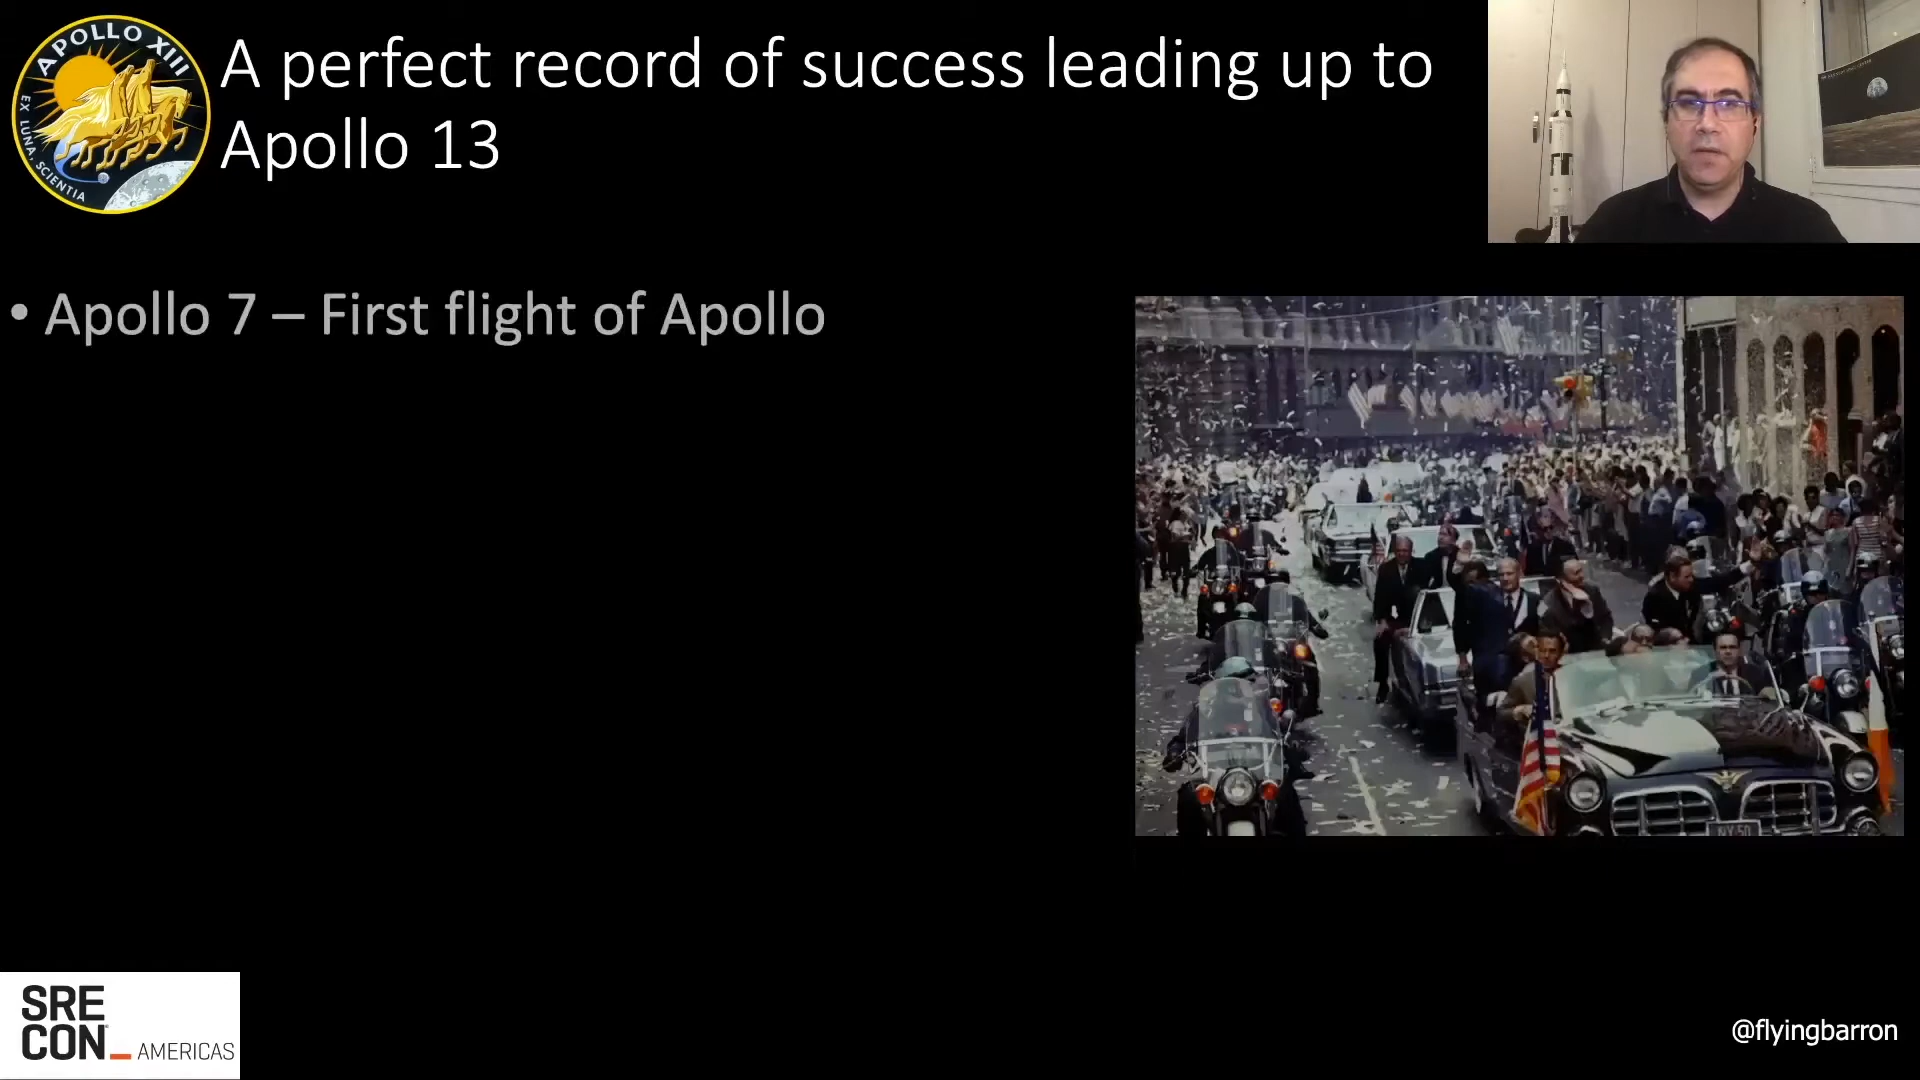 APOLLO XIII
EX LUNA, SCIENTIA
A perfect record of success leading up to
Apollo 13
• Apollo 7 – First flight of Apollo
SRE
CON AMERICAS
@flyingbarron